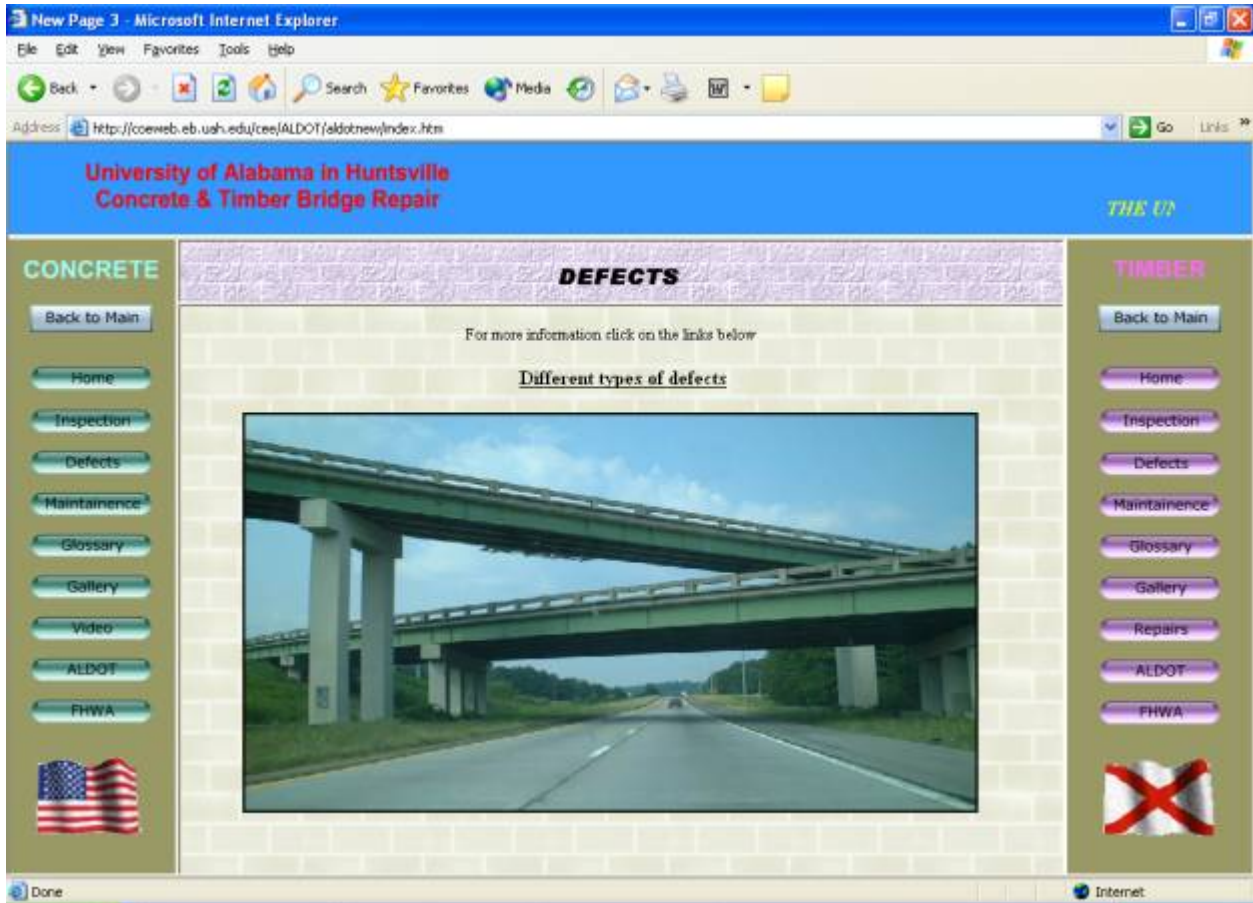 New Page 3 - Microsoft Internet Explorer
File Edit View Favorites Tools Help
Back Search Favorites Media
Address http://coeweb.eb.uah.edu/cee/ALDOT/aldotnew/index.htm Go Links »
University of Alabama in Huntsville
Concrete & Timber Bridge Repair
THE UN
CONCRETE
Back to Main
Home
Inspection
Defects
Maintainence
Glossary
Gallery
Video
ALDOT
FHWA
DEFECTS
For more information click on the links below
Different types of defects
TIMBER
Back to Main
Home
Inspection
Defects
Maintainence
Glossary
Gallery
Repairs
ALDOT
FHWA
Done Internet